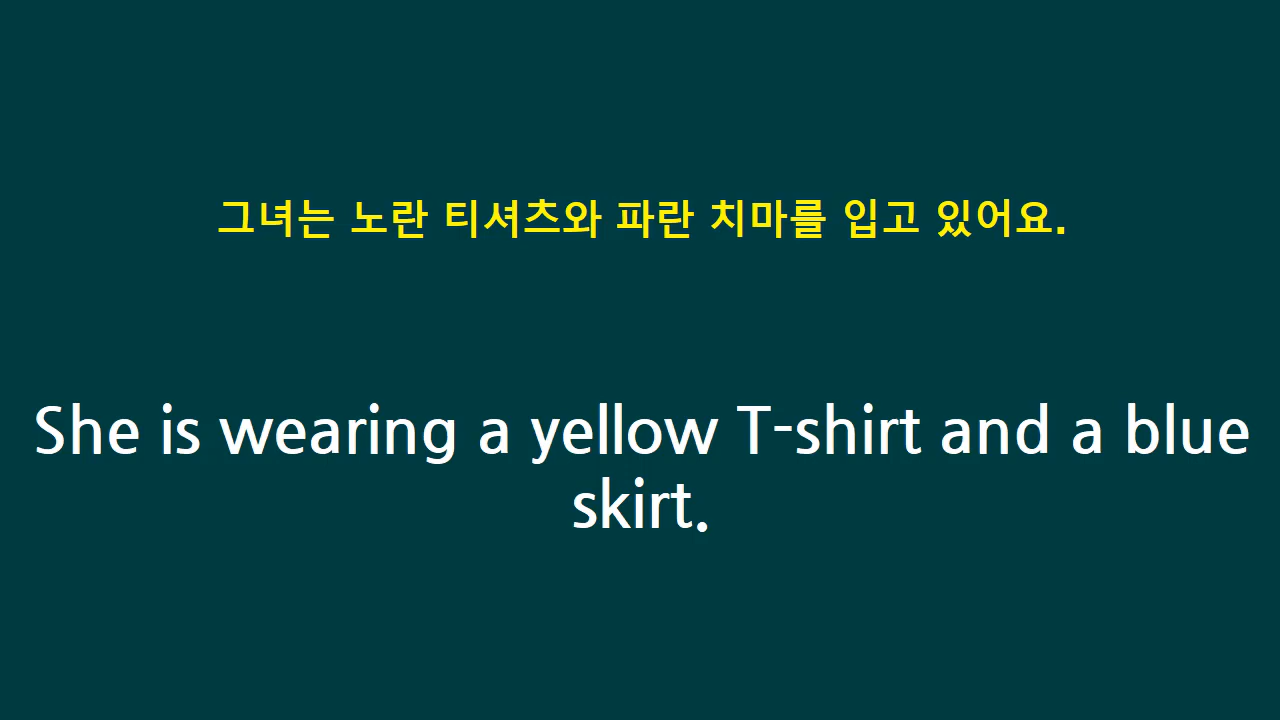 그녀는 노란 티셔츠와 파란 치마를 입고 있어요.
She is wearing a yellow T-shirt and a blue
skirt.